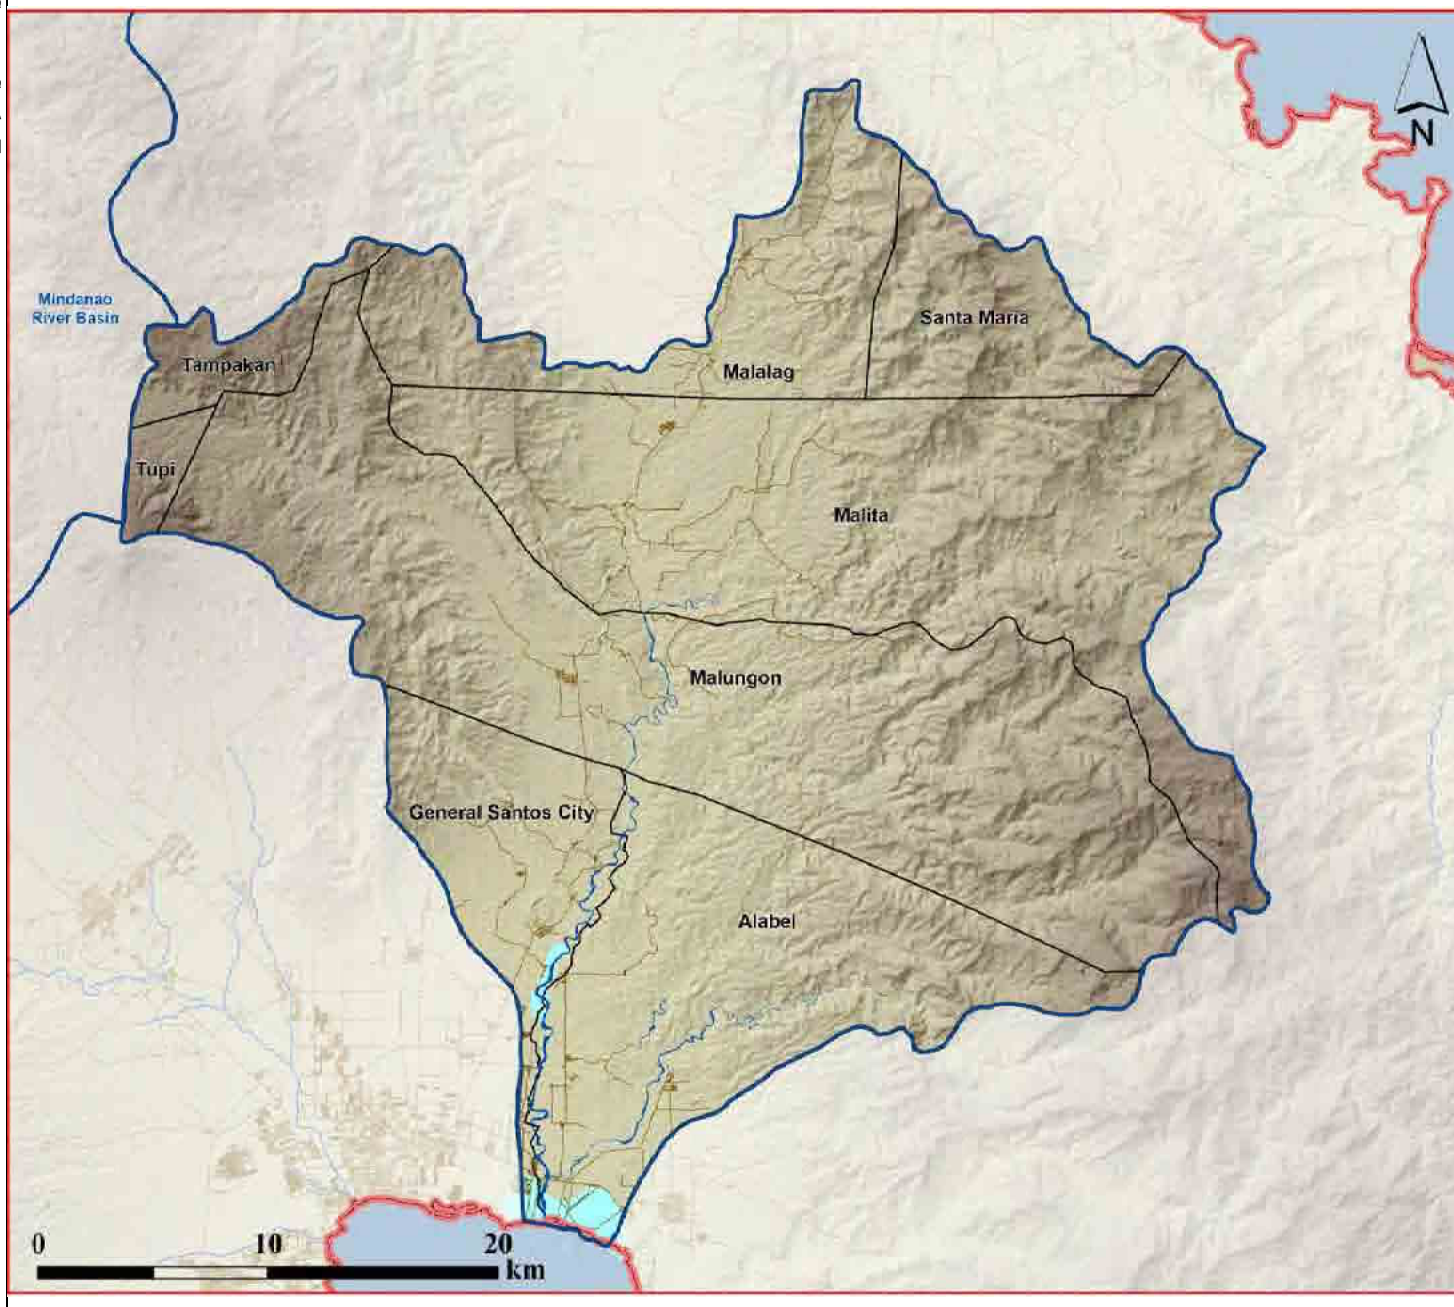 N
Mindanao
River Basin
Santa Maria
Tampakan
Malalag
Tupi
Malita
Malungon
General Santos City
Alabel
0 10 20
km